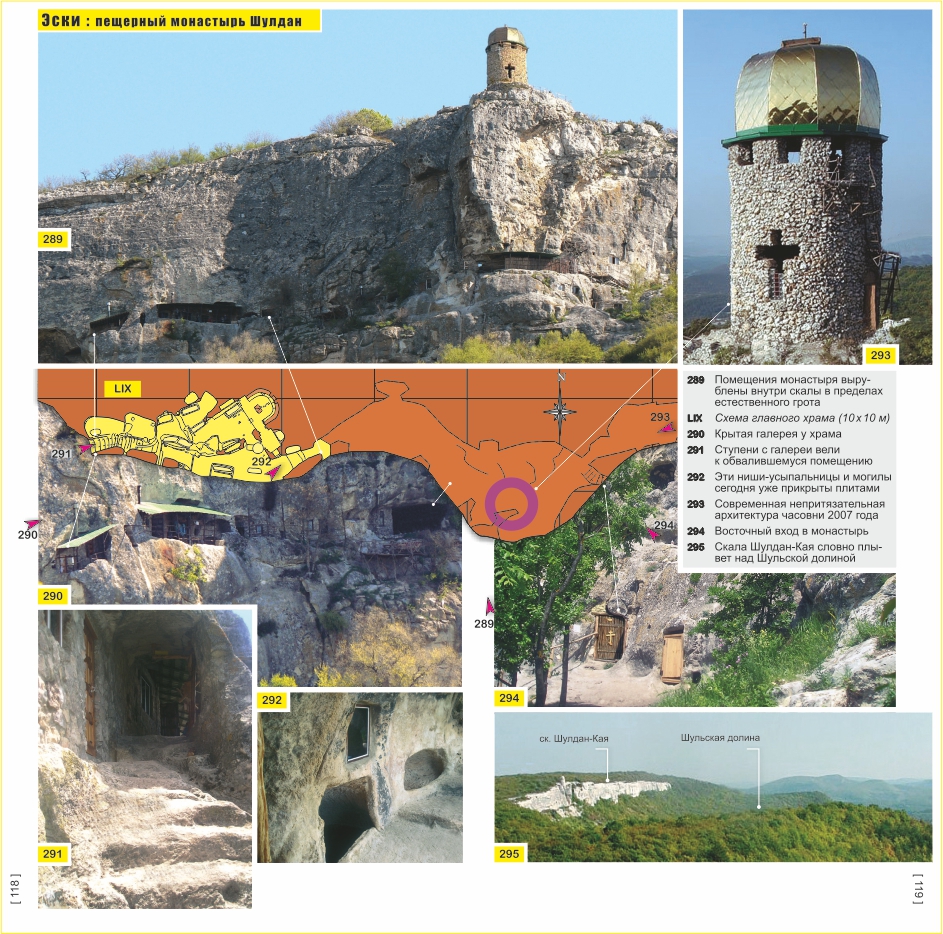 Эски : пещерный монастырь Шулдан
289
293
LIX
N
291
292
293
290
294
289
289 Помещения монастыря выру-
блены внутри скалы в пределах
естественного грота
LIX Схема главного храма (10 х 10 м)
290 Крытая галерея у храма
291 Ступени с галереи вели
к обвалившемуся помещению
292 Эти ниши-усыпальницы и могилы
сегодня уже прикрыты плитами
293 Современная непритязательная
архитектура часовни 2007 года
294 Восточный вход в монастырь
295 Скала Шулдан-Кая словно плы-
вет над Шульской долиной
290
292
294
ск. Шулдан-Кая
Шульская долина
291
295
[ 118 ]
[ 119 ]